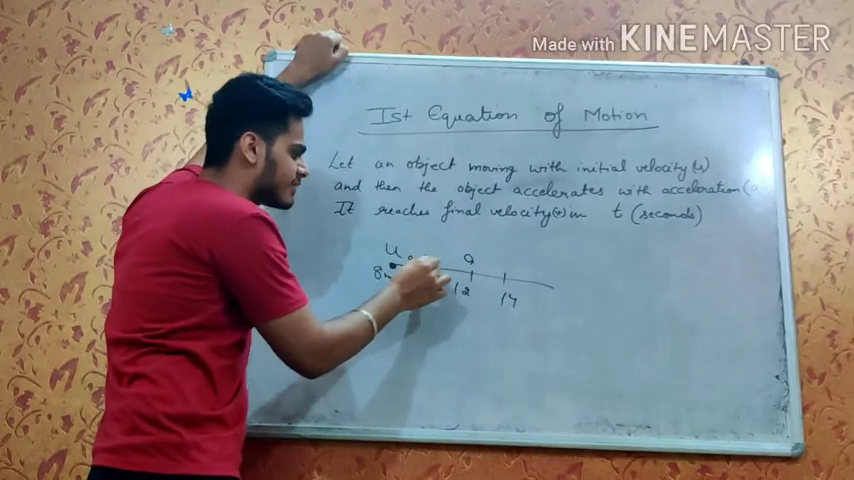 Made with KINEMASTER
Ist Equation of Motion
Let an object moving with initial velocity(u)
and then the object accelerates with acceleration(a
It reaches final velocity(v)in t (seconds)
U a
8m 12 14